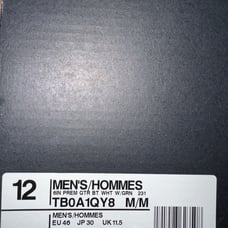 12
MEN'S/HOMMES
6IN PREM GTR BT WHT W/GRN 231
TB0A1QY8 M/M
MEN'S/HOMMES
EU 46 JP 30 UK 11.5